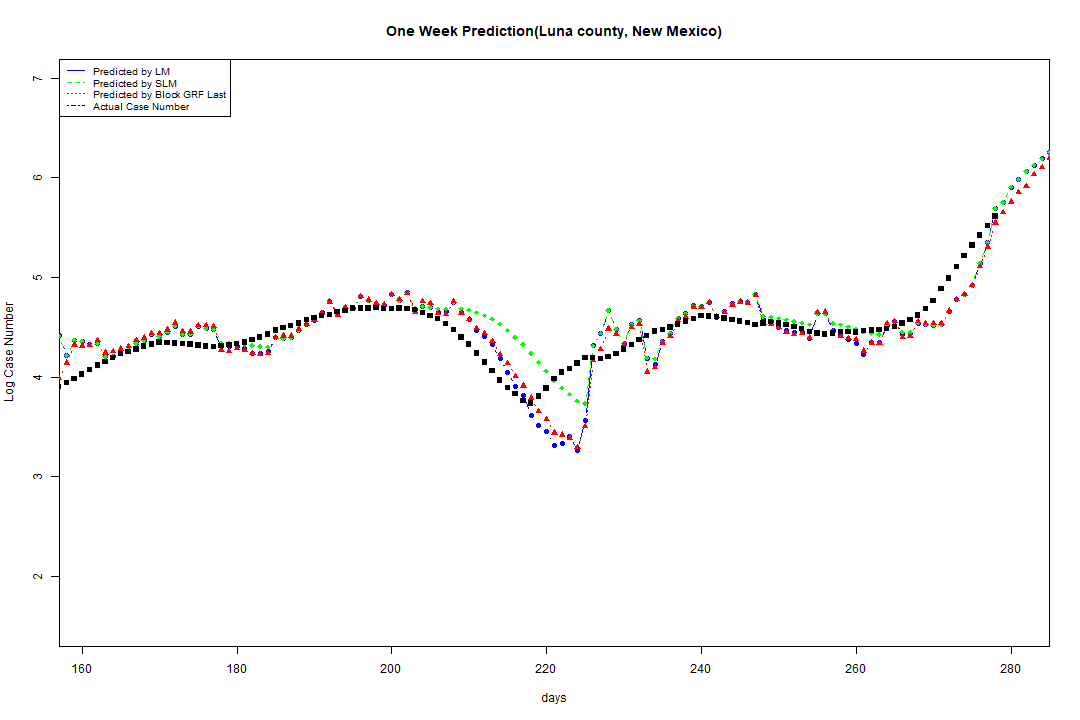 One Week Prediction(Luna county, New Mexico)
Predicted by LM
Predicted by SLM
Predicted by Block GRF Last
Actual Case Number
7
6
5
4
3
2
Log Case Number
160 180 200 220 240 260 280
days